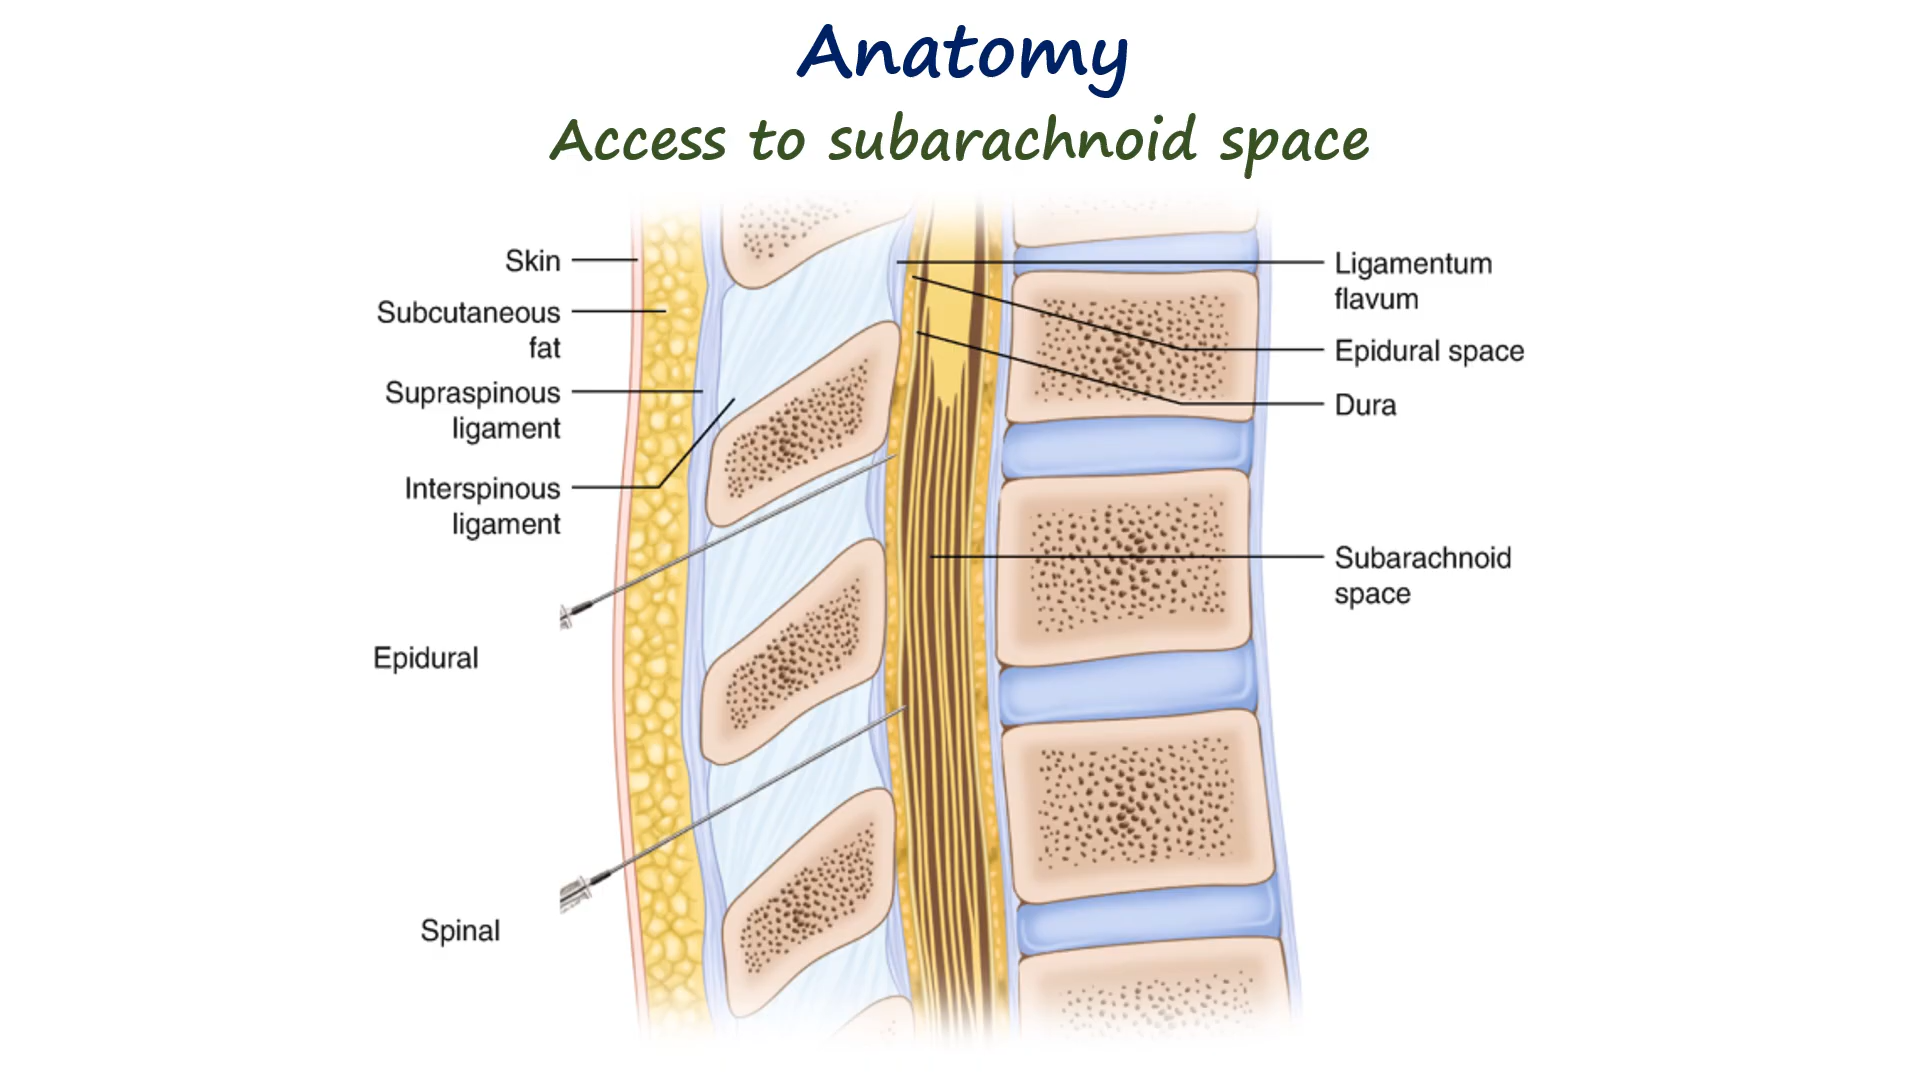 Anatomy
Access to subarachnoid space
Skin
Subcutaneous
fat
Supraspinous
ligament
Interspinous
ligament
Epidural
Spinal
Ligamentum
flavum
Epidural space
Dura
Subarachnoid
space